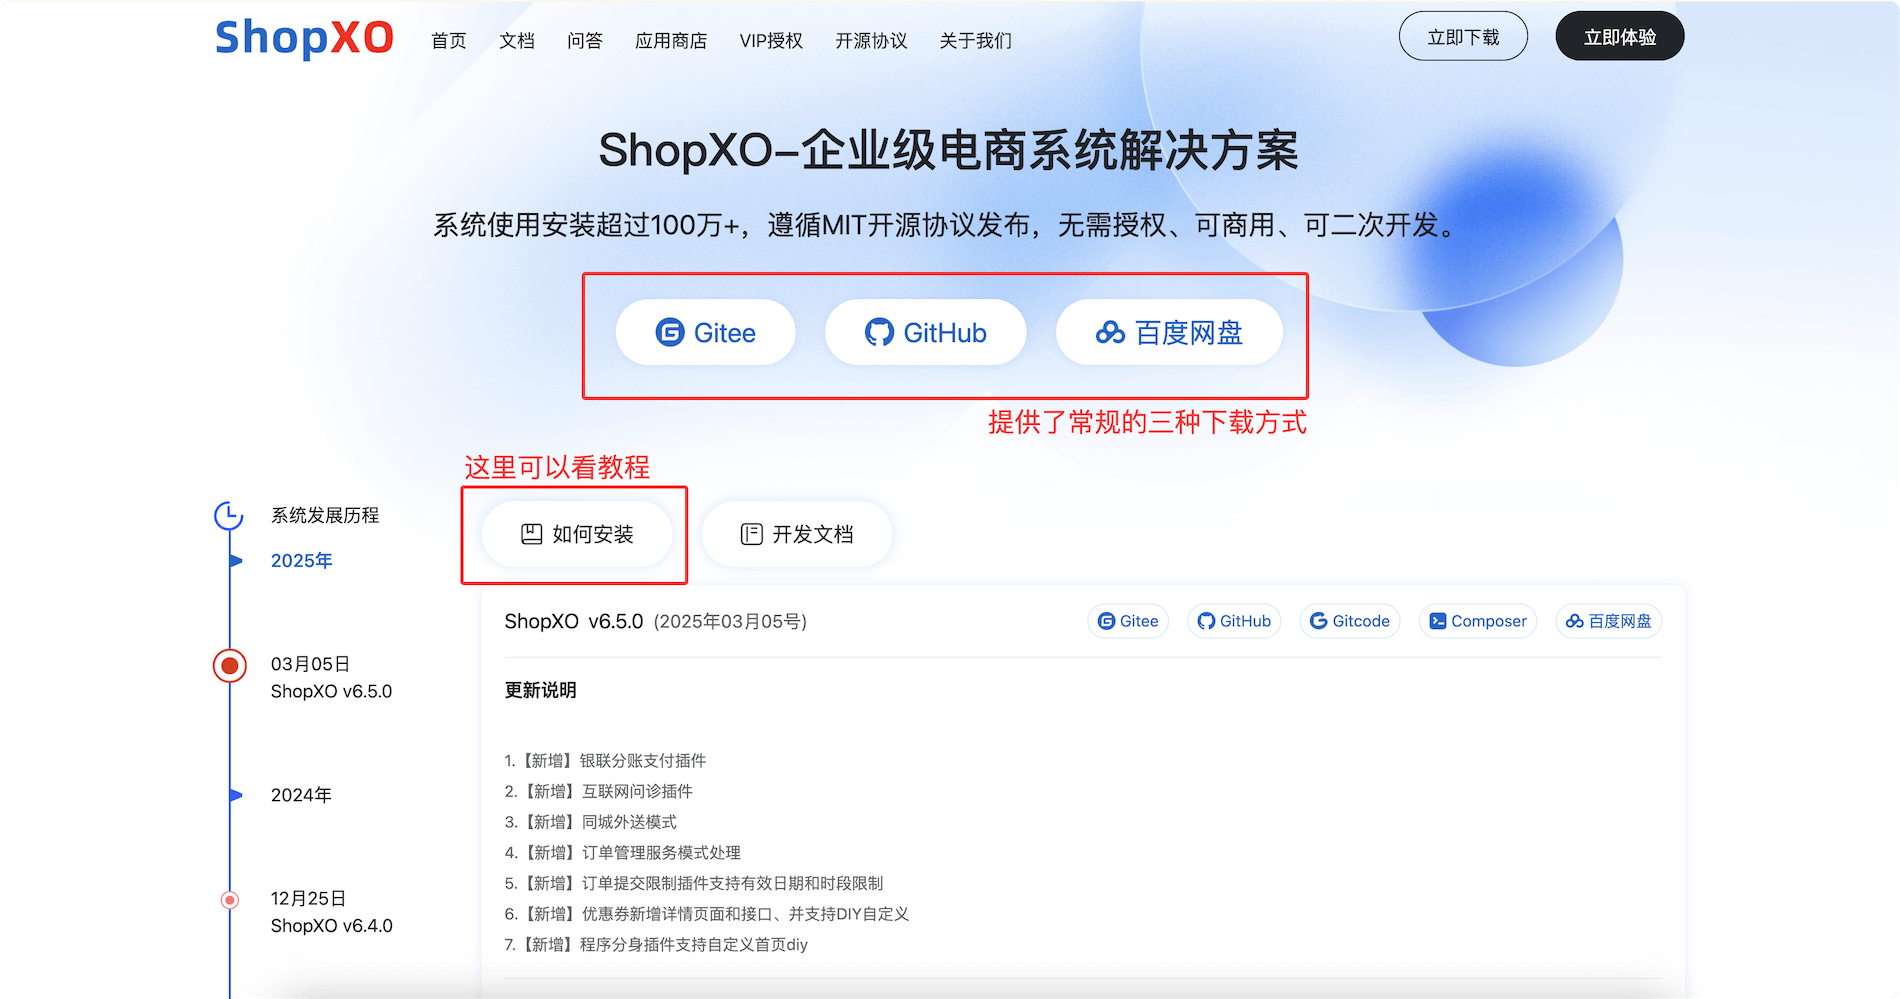 ShopXO 首页 文档 问答 应用商店 VIP授权 开源协议 关于我们 立即下载 立即体验
ShopXO-企业级电商系统解决方案
系统使用安装超过100万+，遵循MIT开源协议发布，无需授权、可商用、可二次开发。
Gitee GitHub 百度网盘
提供了常规的三种下载方式
这里可以看教程
如何安装 开发文档
系统发展历程
2025年
03月05日
ShopXO v6.5.0
2024年
12月25日
ShopXO v6.4.0
ShopXO v6.5.0 (2025年03月05号) Gitee GitHub Gitcode Composer 百度网盘
更新说明
1.【新增】银联分账支付插件
2.【新增】互联网问诊插件
3.【新增】同城外送模式
4.【新增】订单管理服务模式处理
5.【新增】订单提交限制插件支持有效日期和时段限制
6.【新增】优惠券新增详情页面和接口、并支持DIY自定义
7.【新增】程序分身插件支持自定义首页diy